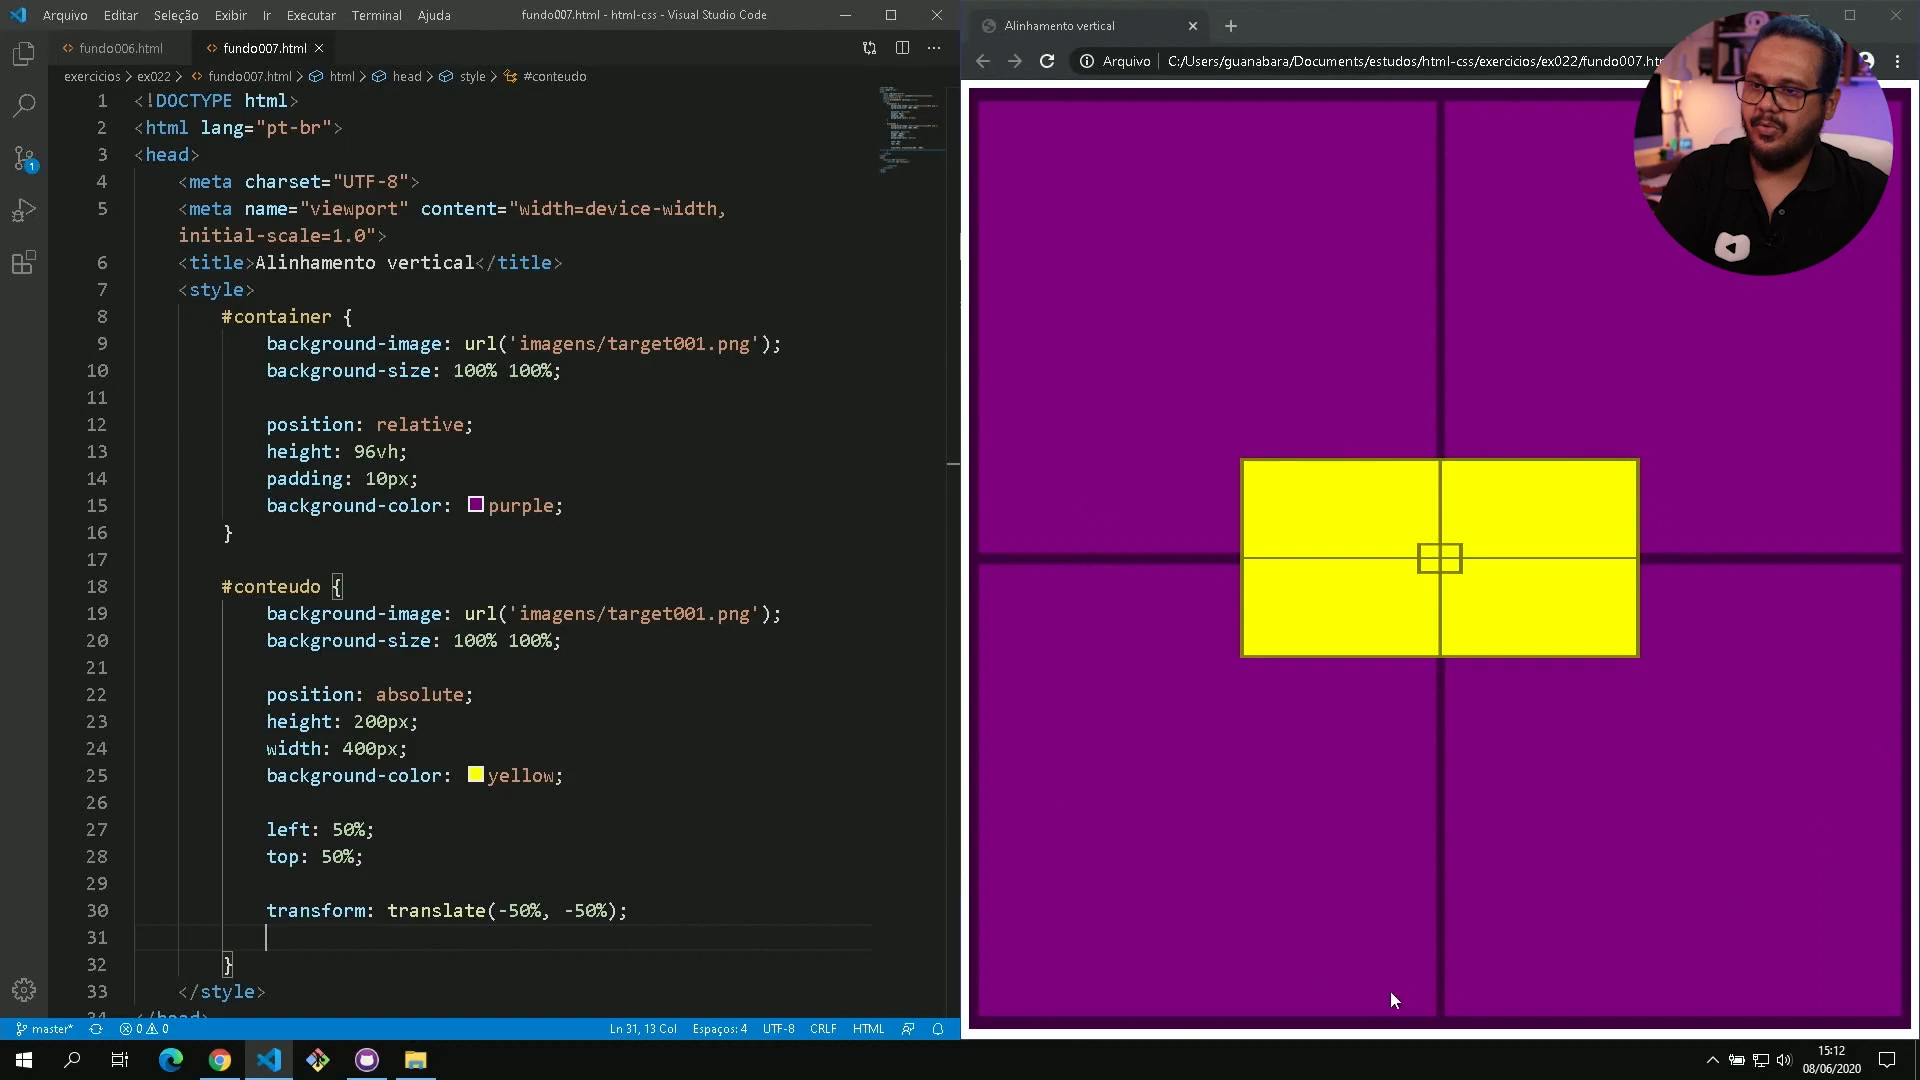 Arquivo Editar Seleção Exibir Ir Executar Terminal Ajuda fundo007.html - html-css - Visual Studio Code
fundo006.html fundo007.html
exercicios > ex022 > fundo007.html > html > head > style > #conteudo
1 <!DOCTYPE html>
2 <html lang="pt-br">
3 <head>
4 <meta charset="UTF-8">
5 <meta name="viewport" content="width=device-width,
initial-scale=1.0">
6 <title>Alinhamento vertical</title>
7 <style>
8 #container {
9 background-image: url('imagens/target001.png');
10 background-size: 100% 100%;
11
12 position: relative;
13 height: 96vh;
14 padding: 10px;
15 background-color: purple;
16 }
17
18 #conteudo {
19 background-image: url('imagens/target001.png');
20 background-size: 100% 100%;
21
22 position: absolute;
23 height: 200px;
24 width: 400px;
25 background-color: yellow;
26
27 left: 50%;
28 top: 50%;
29
30 transform: translate(-50%, -50%);
31
32 }
33 </style>
34 </head>
1
master* 0 0 Ln 31, 13 Col Espaços: 4 UTF-8 CRLF HTML
Alinhamento vertical
Arquivo C:/Users/guanabara/Documents/estudos/html-css/exercicios/ex022/fundo007.htm
15:12
08/06/2020